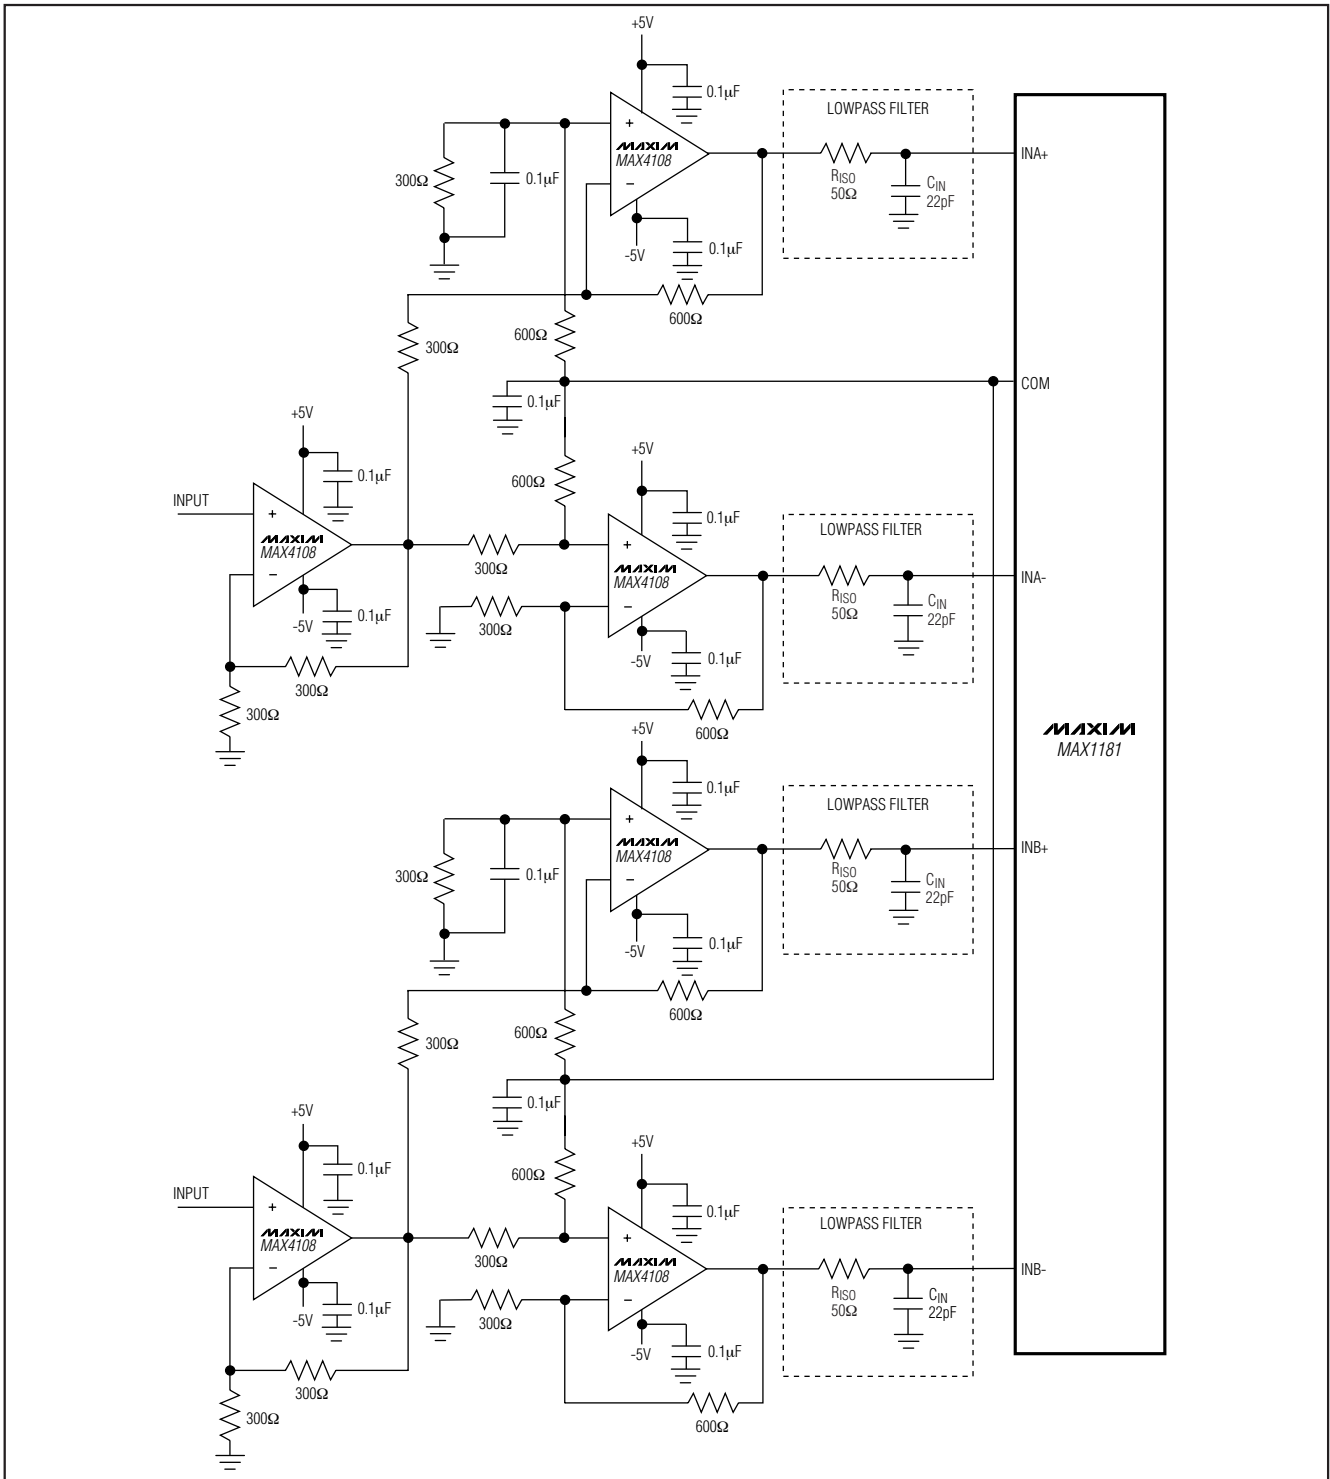 +5V
0.1µF
LOWPASS FILTER
+
MAXIM
MAX4108
INA+
300Ω
0.1µF
−
RISO
50Ω
CIN
22pF
-5V
0.1µF
600Ω
600Ω
300Ω
COM
0.1µF
+5V
+5V
0.1µF
600Ω
0.1µF
LOWPASS FILTER
INPUT
+
MAXIM
MAX4108
−
300Ω
+
MAXIM
MAX4108
−
INA-
RISO
50Ω
CIN
22pF
-5V
0.1µF
300Ω
-5V
0.1µF
300Ω
300Ω
600Ω
+5V
MAXIM
MAX1181
0.1µF
LOWPASS FILTER
+
MAXIM
MAX4108
INB+
300Ω
0.1µF
−
RISO
50Ω
CIN
22pF
-5V
0.1µF
600Ω
600Ω
300Ω
0.1µF
+5V
+5V
0.1µF
600Ω
0.1µF
INPUT
LOWPASS FILTER
+
MAXIM
MAX4108
−
300Ω
+
MAXIM
MAX4108
−
INB-
RISO
50Ω
CIN
22pF
-5V
0.1µF
300Ω
-5V
0.1µF
300Ω
300Ω
600Ω